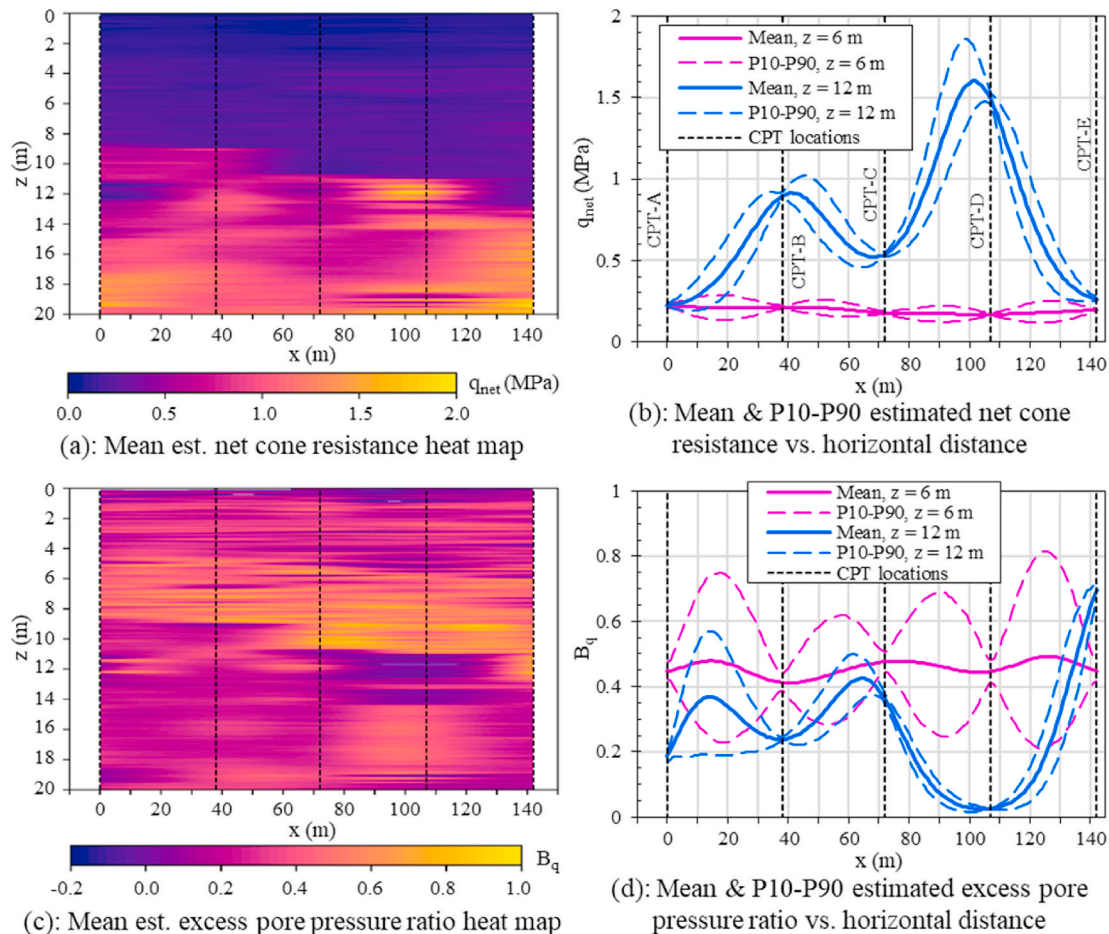 0
2
4
6
8
10
12
14
16
18
20
z (m)
0 20 40 60 80 100 120 140
x (m)
q_net (MPa)
0.0 0.5 1.0 1.5 2.0
(a): Mean est. net cone resistance heat map
2
1.5
1
0.5
0
q_net (MPa)
Mean, z = 6 m
P10-P90, z = 6 m
Mean, z = 12 m
P10-P90, z = 12 m
CPT locations
CPT-A
CPT-B
CPT-C
CPT-D
CPT-E
0 20 40 60 80 100 120 140
x (m)
(b): Mean & P10-P90 estimated net cone
resistance vs. horizontal distance
0
2
4
6
8
10
12
14
16
18
20
z (m)
0 20 40 60 80 100 120 140
x (m)
B_q
-0.2 0.0 0.2 0.4 0.6 0.8 1.0
(c): Mean est. excess pore pressure ratio heat map
1
0.8
0.6
0.4
0.2
0
B_q
Mean, z = 6 m
P10-P90, z = 6 m
Mean, z = 12 m
P10-P90, z = 12 m
CPT locations
0 20 40 60 80 100 120 140
x (m)
(d): Mean & P10-P90 estimated excess pore
pressure ratio vs. horizontal distance